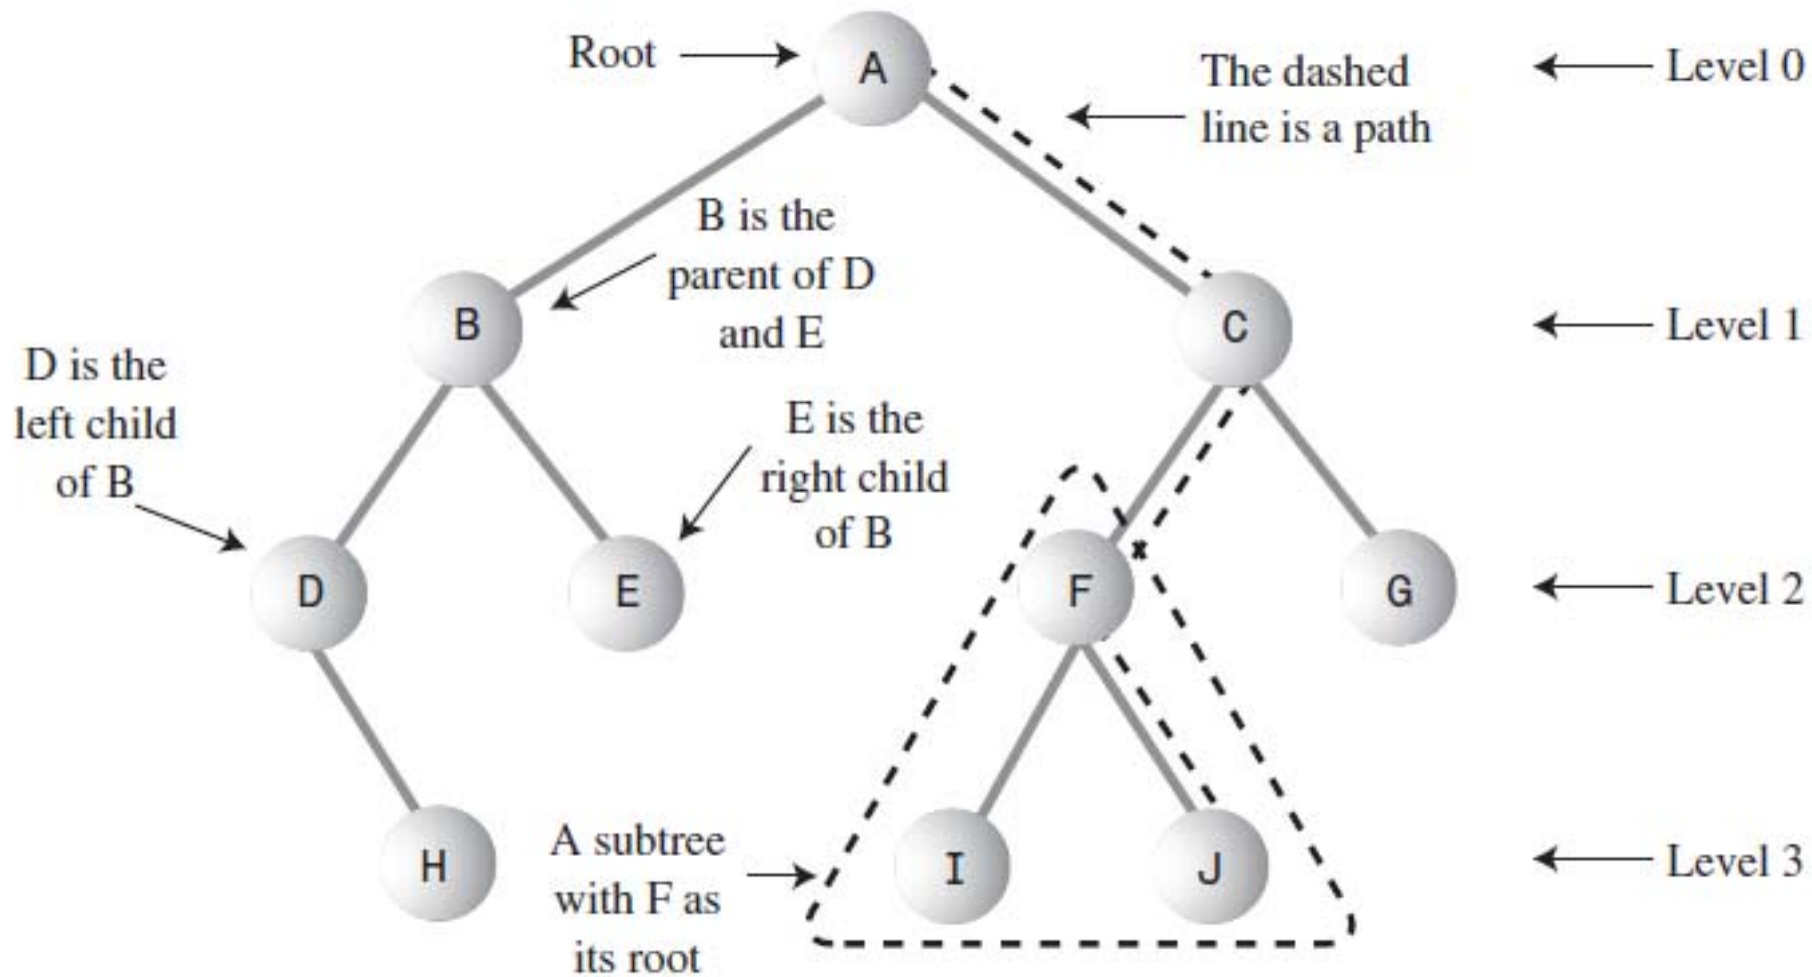 Root
A
The dashed
line is a path
Level 0
B is the
parent of D
and E
B
C
Level 1
D is the
left child
of B
E is the
right child
of B
D
E
F
G
Level 2
A subtree
with F as
its root
H
I
J
Level 3